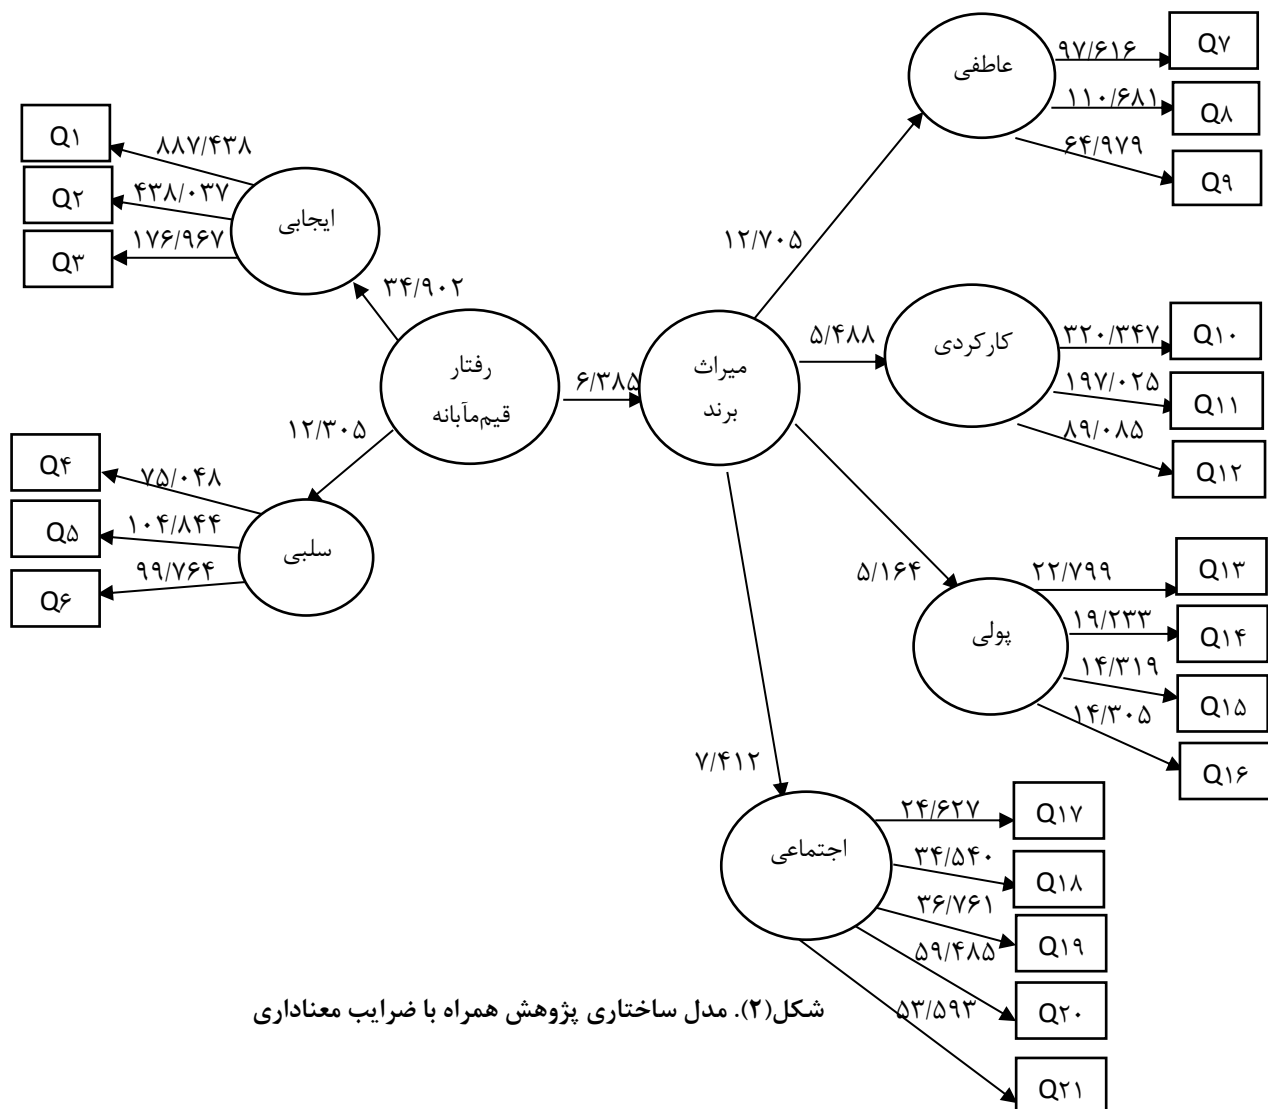 عاطفی
۹۷/۶۱۶
Q۷
۱۱۰/۶۸۱
Q۸
۶۴/۹۷۹
Q۹
Q۱
۸۸۷/۴۳۸
Q۲
۴۳۸/۰۳۷
Q۳
۱۷۶/۹۶۷
ایجابی
۱۲/۷۰۵
۳۴/۹۰۲
رفتار
قیم‌مآبانه
۶/۳۸۵
میراث
برند
۵/۴۸۸
کارکردی
۳۲۰/۳۴۷
Q۱۰
۱۹۷/۰۲۵
Q۱۱
۸۹/۰۸۵
Q۱۲
۱۲/۳۰۵
Q۴
۷۵/۰۴۸
Q۵
۱۰۴/۸۴۴
Q۶
۹۹/۷۶۴
سلبی
۵/۱۶۴
پولی
۲۲/۷۹۹
Q۱۳
۱۹/۲۳۳
Q۱۴
۱۴/۳۱۹
Q۱۵
۱۴/۳۰۵
Q۱۶
۷/۴۱۲
اجتماعی
۲۴/۶۲۷
Q۱۷
۳۴/۵۴۰
Q۱۸
۳۶/۷۶۱
Q۱۹
۵۹/۴۸۵
Q۲۰
۵۳/۵۹۳
Q۲۱
شکل(۲). مدل ساختاری پژوهش همراه با ضرایب معناداری